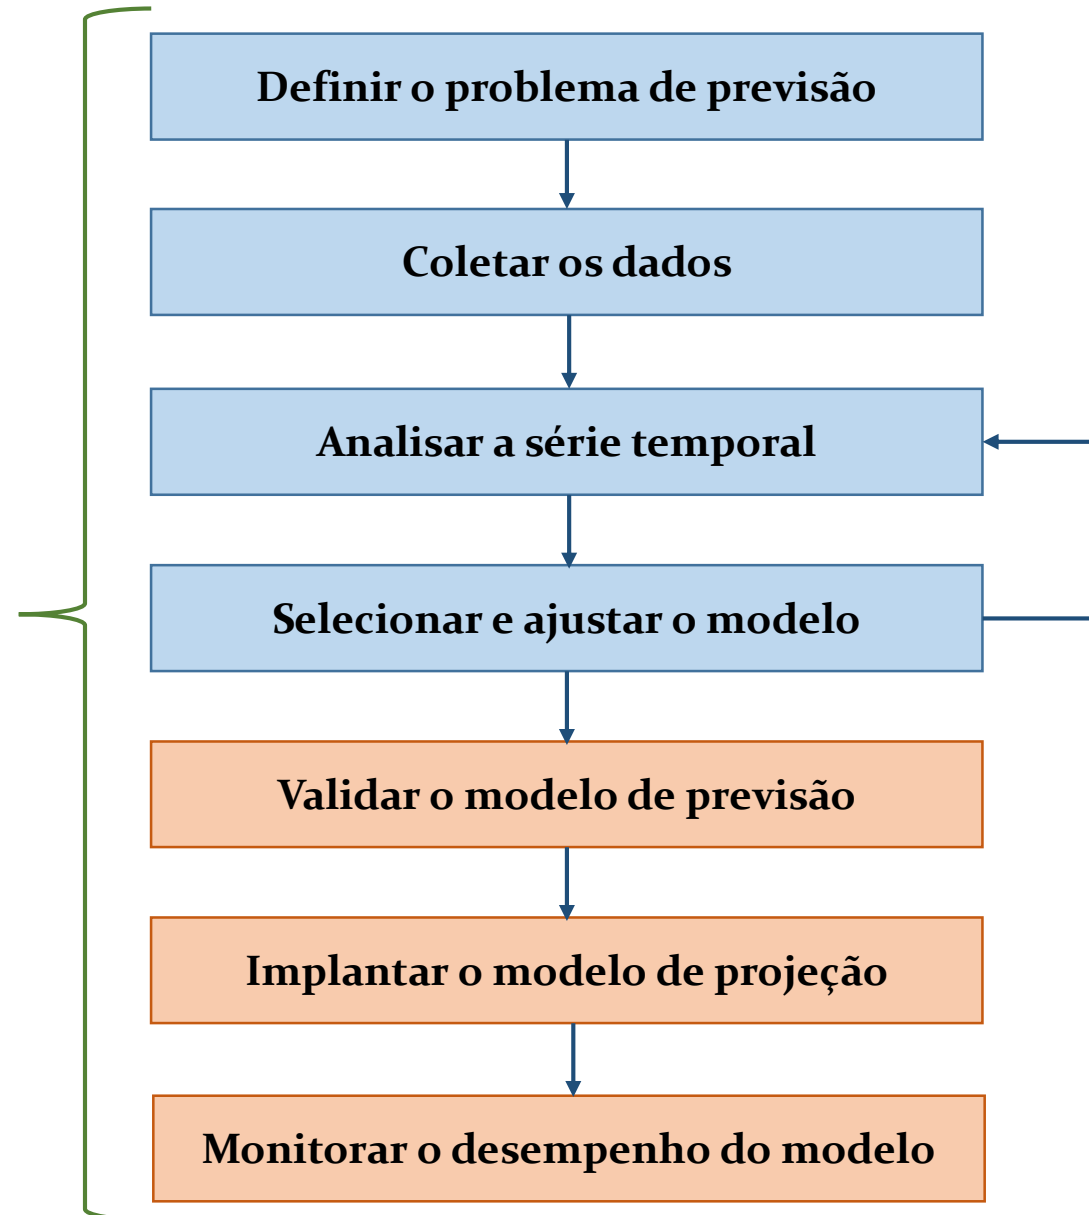 Definir o problema de previsão
Coletar os dados
Analisar a série temporal
Selecionar e ajustar o modelo
Validar o modelo de previsão
Implantar o modelo de projeção
Monitorar o desempenho do modelo